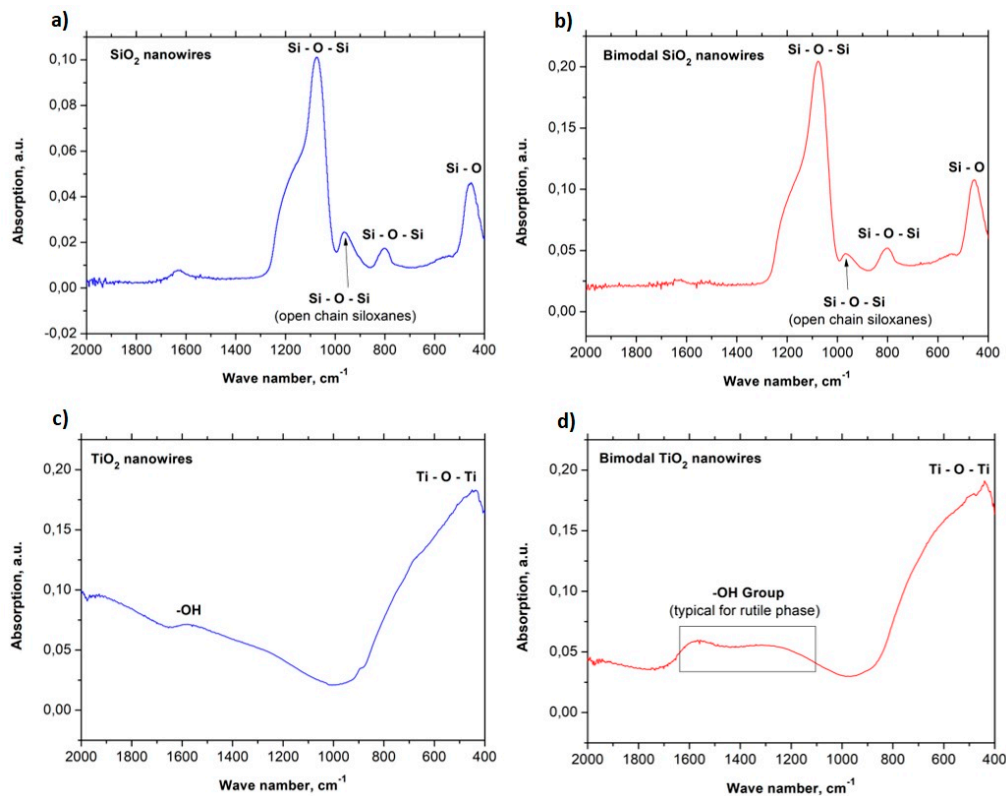 a)
SiO2 nanowires
Si - O - Si
Si - O
Si - O - Si
Si - O - Si
(open chain siloxanes)
0,10
0,08
0,06
0,04
0,02
0,00
-0,02
Absorption, a.u.
2000 1800 1600 1400 1200 1000 800 600 400
Wave namber, cm-1
b)
Bimodal SiO2 nanowires
Si - O - Si
Si - O
Si - O - Si
Si - O - Si
(open chain siloxanes)
0,20
0,15
0,10
0,05
0,00
Absorption, a.u.
2000 1800 1600 1400 1200 1000 800 600 400
Wave namber, cm-1
c)
TiO2 nanowires
Ti - O - Ti
-OH
0,20
0,15
0,10
0,05
0,00
Absorption, a.u.
2000 1800 1600 1400 1200 1000 800 600 400
Wave namber, cm-1
d)
Bimodal TiO2 nanowires
Ti - O - Ti
-OH Group
(typical for rutile phase)
0,20
0,15
0,10
0,05
0,00
Absorption, a.u.
2000 1800 1600 1400 1200 1000 800 600 400
Wave namber, cm-1